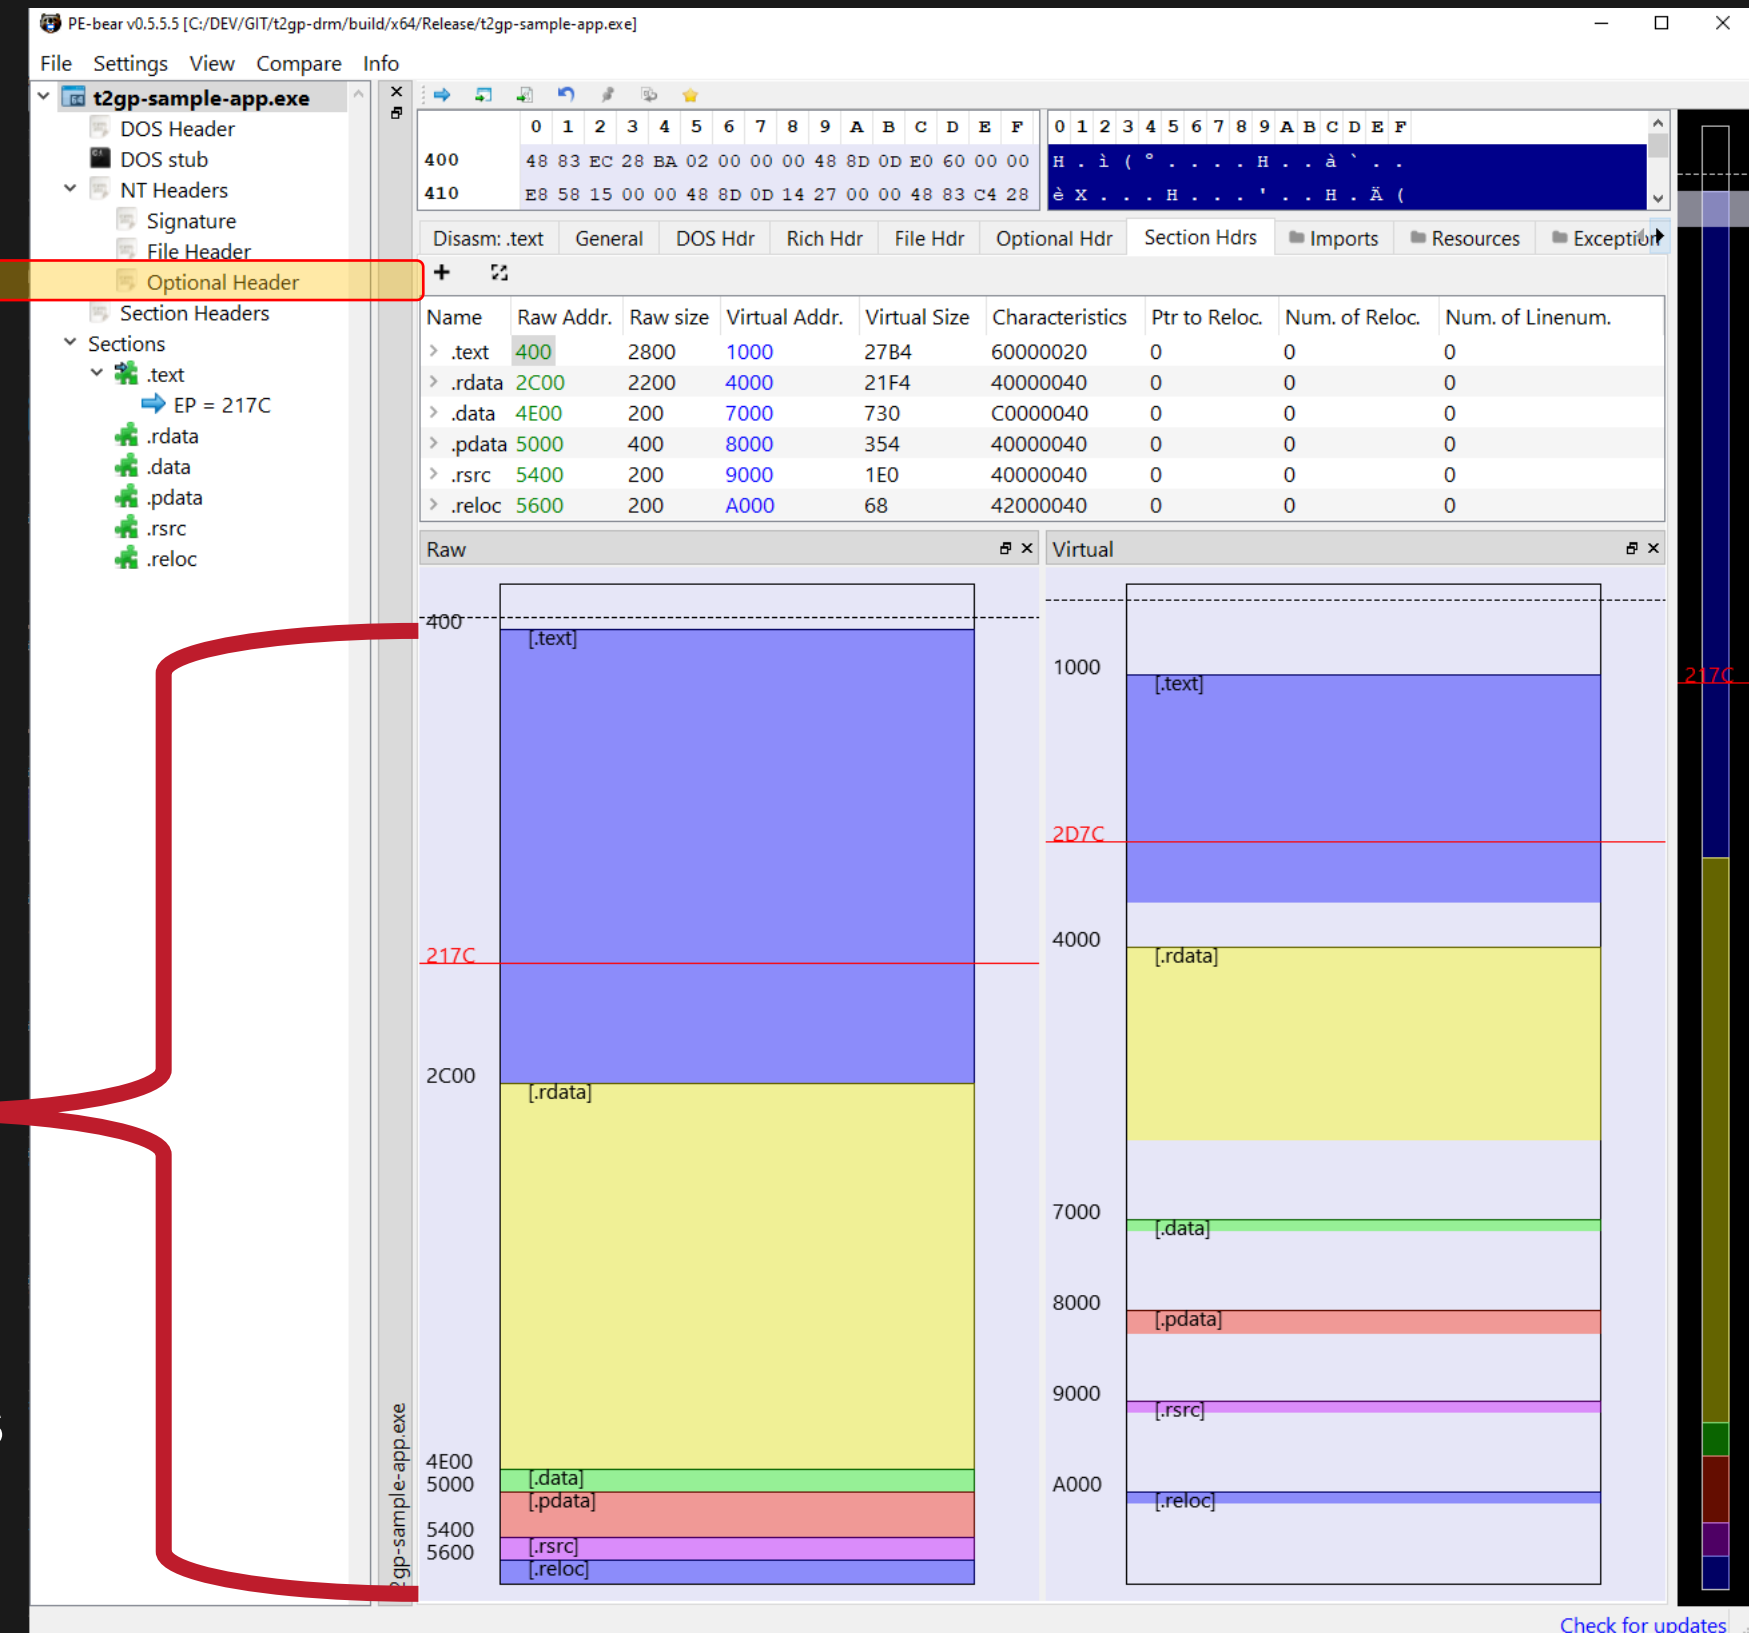 PE-bear v0.5.5.5 [C:/DEV/GIT/t2gp-drm/build/x64/Release/t2gp-sample-app.exe]
File Settings View Compare Info
t2gp-sample-app.exe
DOS Header
DOS stub
NT Headers
Signature
File Header
Optional Header
Section Headers
Sections
.text
EP = 217C
.rdata
.data
.pdata
.rsrc
.reloc
0 1 2 3 4 5 6 7 8 9 A B C D E F
400 48 83 EC 28 BA 02 00 00 00 48 8D 0D E0 60 00 00
410 E8 58 15 00 00 48 8D 0D 14 27 00 00 48 83 C4 28
0 1 2 3 4 5 6 7 8 9 A B C D E F
H . ì ( º . . . . H . . à ` . .
è X . . . H . . . ' . . H . Ä (
Disasm: .text General DOS Hdr Rich Hdr File Hdr Optional Hdr Section Hdrs Imports Resources Exception
Name Raw Addr. Raw size Virtual Addr. Virtual Size Characteristics Ptr to Reloc. Num. of Reloc. Num. of Linenum.
.text 400 2800 1000 27B4 60000020 0 0 0
.rdata 2C00 2200 4000 21F4 40000040 0 0 0
.data 4E00 200 7000 730 C0000040 0 0 0
.pdata 5000 400 8000 354 40000040 0 0 0
.rsrc 5400 200 9000 1E0 40000040 0 0 0
.reloc 5600 200 A000 68 42000040 0 0 0
Raw
400
[.text]
217C
2C00
[.rdata]
4E00
[.data]
5000
[.pdata]
5400
[.rsrc]
5600
[.reloc]
Virtual
1000
[.text]
2D7C
4000
[.rdata]
7000
[.data]
8000
[.pdata]
9000
[.rsrc]
A000
[.reloc]
217C
2gp-sample-app.exe
Check for updates